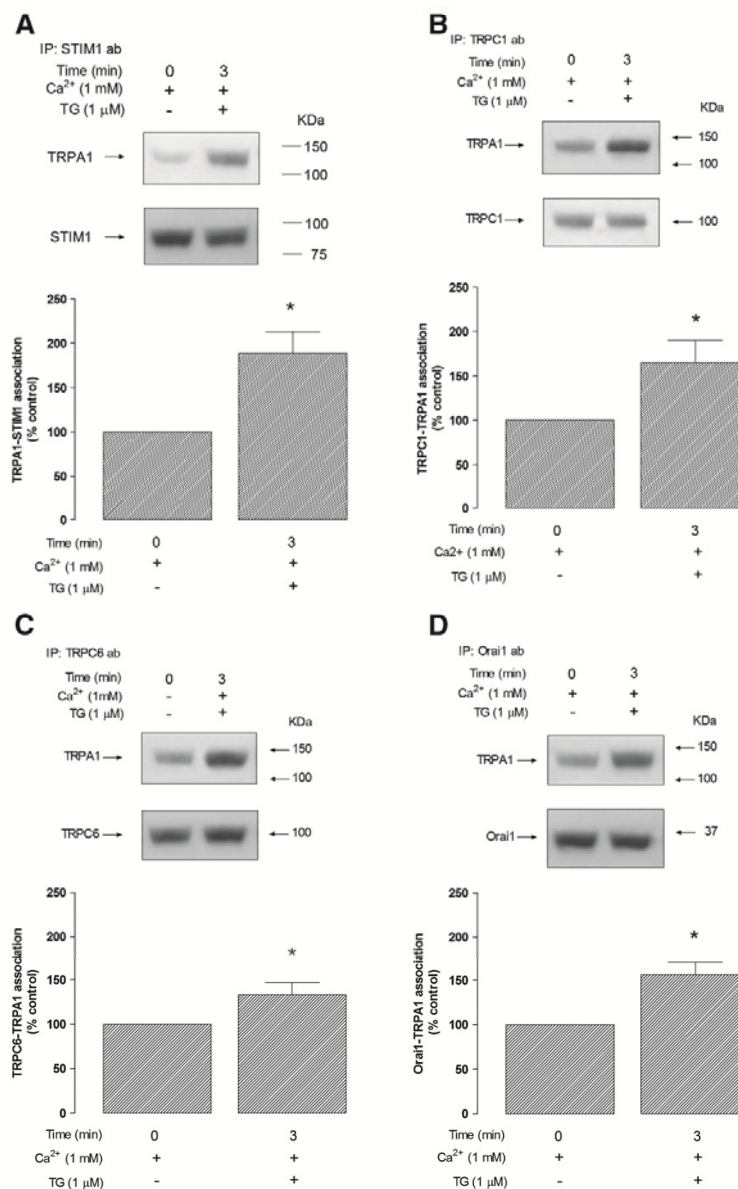 A
IP: STIM1 ab
Time (min) 0 3
Ca²⁺ (1 mM) + +
TG (1 μM) - +
KDa
TRPA1
150
100
STIM1
100
75
250
200
150
100
50
0
TRPA1-STIM1 association
(% control)
Time (min) 0 3
Ca²⁺ (1 mM) + +
TG (1 μM) - +
B
IP: TRPC1 ab
Time (min) 0 3
Ca²⁺ (1 mM) + +
TG (1 μM) - +
KDa
TRPA1
150
100
TRPC1
100
250
200
150
100
50
0
TRPC1-TRPA1 association
(% control)
*
*
Time (min) 0 3
Ca2+ (1 mM) + +
TG (1 μM) - +
C
IP: TRPC6 ab
Time (min) 0 3
Ca²⁺ (1mM) - +
TG (1 μM) - +
KDa
TRPA1
150
100
TRPC6
100
250
200
150
100
50
0
TRPC6-TRPA1 association
(% control)
*
Time (min) 0 3
Ca²⁺ (1 mM) + +
TG (1 μM) - +
D
IP: Orai1 ab
Time (min) 0 3
Ca²⁺ (1 mM) + +
TG (1 μM) - +
KDa
TRPA1
150
100
Orai1
37
250
200
150
100
50
0
Orai1-TRPA1 association
(% control)
*
Time (min) 0 3
Ca²⁺ (1 mM) + +
TG (1 μM) - +